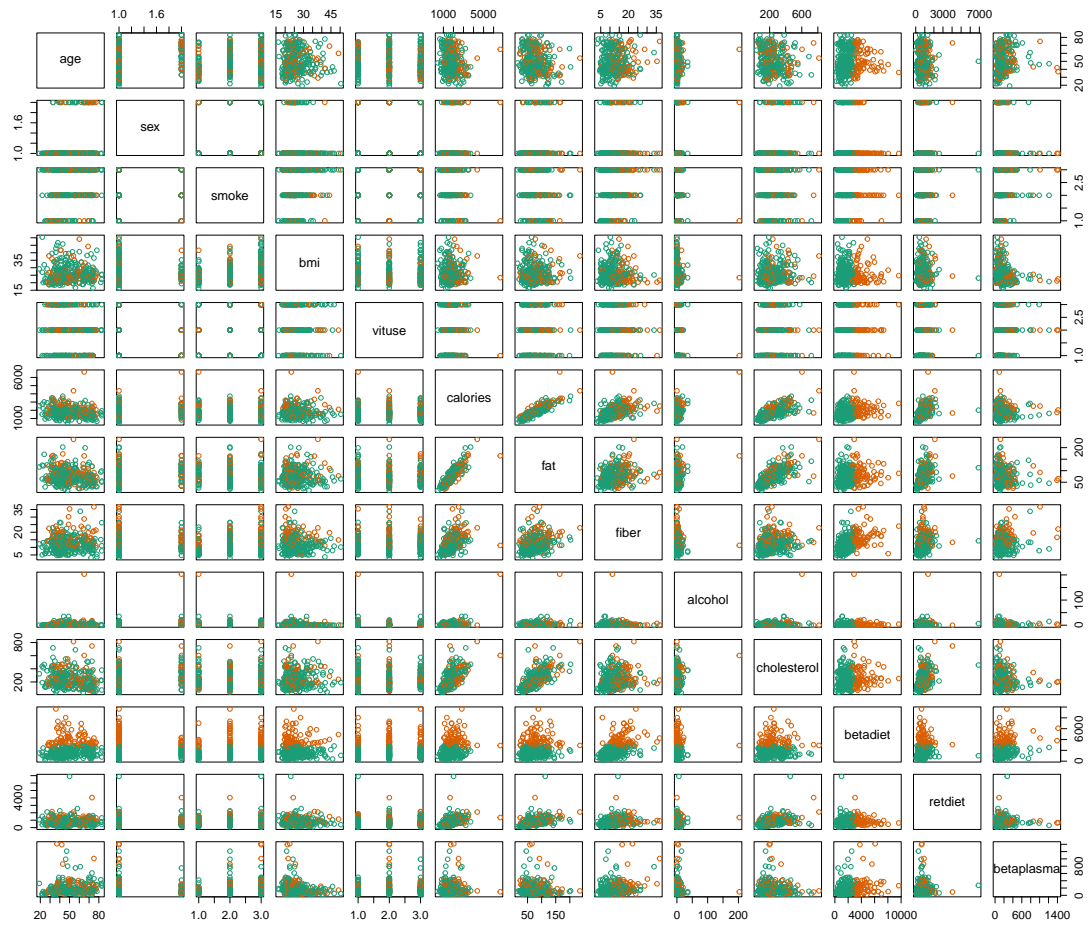 1.0 1.6
15 30 45
1000 5000
5 15 25 35
200 600
0 3000 7000
age
20 50 80
1.0 1.6
sex
smoke
1.0 2.5
15 35
bmi
vituse
1.0 2.5
1000 6000
calories
fat
50 200
5 20 35
fiber
alcohol
0 100
200 800
cholesterol
betadiet
0 6000
0 4000
retdiet
betaplasma
0 800
20 50 80
1.0 2.0 3.0
1.0 2.0 3.0
50 150
0 100 200
0 4000 10000
0 600 1400